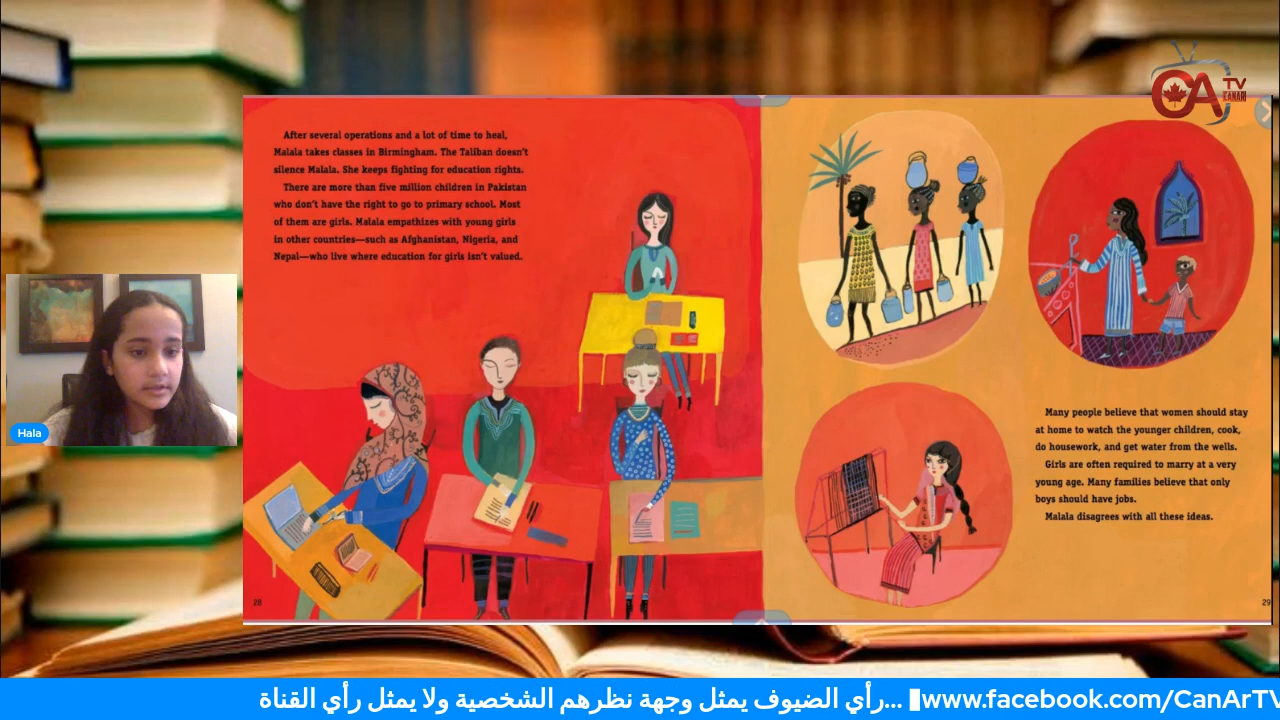 CA TV
CANAR
After several operations and a lot of time to heal,
Malala takes classes in Birmingham. The Taliban doesn't
silence Malala. She keeps fighting for education rights.
There are more than five million children in Pakistan
who don't have the right to go to primary school. Most
of them are girls. Malala empathizes with young girls
in other countries—such as Afghanistan, Nigeria, and
Nepal—who live where education for girls isn't valued.
Hala
Many people believe that women should stay
at home to watch the younger children, cook,
do housework, and get water from the wells.
Girls are often required to marry at a very
young age. Many families believe that only
boys should have jobs.
Malala disagrees with all these ideas.
28
29
رأي الضيوف يمثل وجهة نظرهم الشخصية ولا يمثل رأي القناة...
www.facebook.com/CanArTV